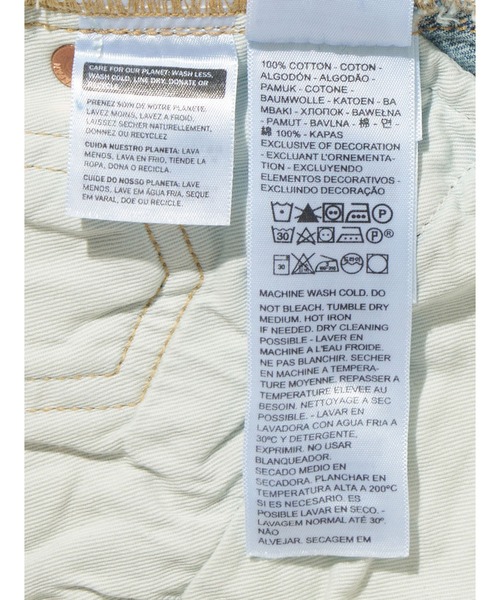 CARE FOR OUR PLANET: WASH LESS,
WASH COLD, LINE DRY, DONATE OR
PRENEZ SOIN DE VOTRE PLANÈTE:
LAVEZ MOINS, LAVEZ A FROID,
LAISSEZ SECHER NATURELLEMENT,
DONNEZ OU RECYCLEZ
CUIDA NUESTRO PLANETA: LAVA
MENOS, LAVA EN FRIO, TIENDE LA
ROPA, DONA O RECICLA.
CUIDE DO NOSSO PLANETA: LAVE
MENOS, LAVE EM ÁGUA FRIA, SEQUE
EM VARAL, DOE OU RECICLE.
100% COTTON - COTON -
ALGODÓN - ALGODÃO -
PAMUK - COTONE -
BAUMWOLLE - KATOEN - BA
MBAKI - ХЛОПОК - BAWEŁNA
- PAMUT - BAVLNA - 棉 - 면 -
綿 100% - KAPAS
EXCLUSIVE OF DECORATION
- EXCLUANT L'ORNEMENTA-
TION - EXCLUYENDO
ELEMENTOS DECORATIVES -
EXCLUINDO DECORAÇÃO
30
P
30
P
®
30
MACHINE WASH COLD. DO
NOT BLEACH. TUMBLE DRY
MEDIUM. HOT IRON
IF NEEDED. DRY CLEANING
POSSIBLE - LAVER EN
MACHINE A L'EAU FROIDE.
NE PAS BLANCHIR. SECHER
EN MACHINE A TEMPERA-
TURE MOYENNE. REPASSER A
TEMPERATURE ELEVEE AU
BESOIN. NETTOYAGE A SEC
POSSIBLE. - LAVAR EN
LAVADORA CON AGUA FRIA A
30ºC Y DETERGENTE,
EXPRIMIR. NO USAR
BLANQUEADOR.
SECADO MEDIO EN
SECADORA. PLANCHAR EN
TEMPERATURA ALTA A 200°C
SI ES NECESARIO. ES
POSIBLE LAVAR EN SECO. -
LAVAGEM NORMAL ATÉ 30º.
NÃO
ALVEJAR. SECAGEM EM